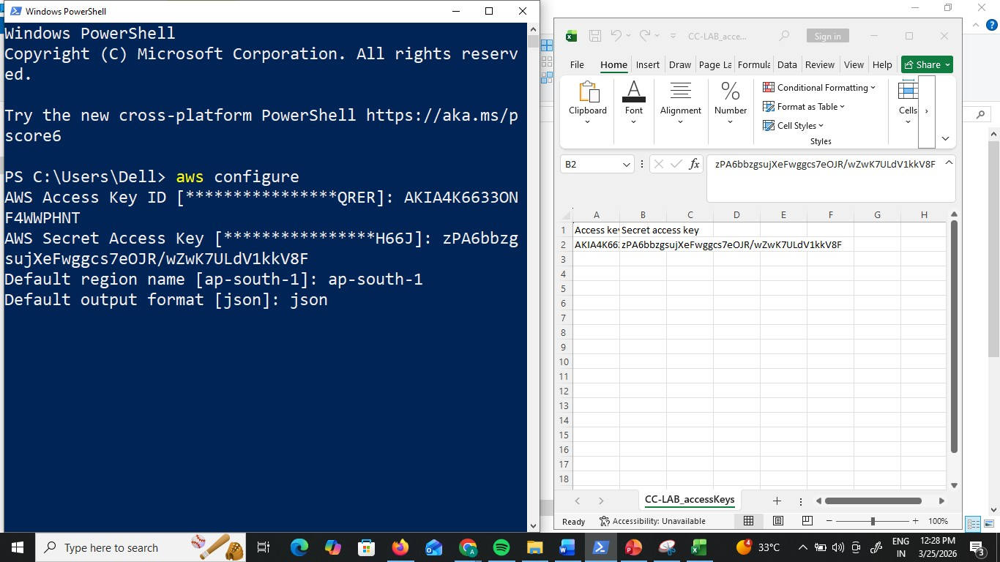 Windows PowerShell
Windows PowerShell
Copyright (C) Microsoft Corporation. All rights reserv
ed.
Try the new cross-platform PowerShell https://aka.ms/p
score6
PS C:\Users\Dell> aws configure
AWS Access Key ID [****************QRER]: AKIA4K6633ON
F4WWPHNT
AWS Secret Access Key [****************H66J]: zPA6bbzg
sujXeFwggcs7eOJR/wZwK7ULdV1kkV8F
Default region name [ap-south-1]: ap-south-1
Default output format [json]: json
CC-LAB_acce... Sign in
File Home Insert Draw Page La Formula Data Review View Help Share
Clipboard Font Alignment Number Conditional Formatting Format as Table Cell Styles Cells
Styles
B2 fx zPA6bbzgsujXeFwggcs7eOJR/wZwK7ULdV1kkV8F
A B C D E F G H
1 Access key Secret access key
2 AKIA4K663 zPA6bbzgsujXeFwggcs7eOJR/wZwK7ULdV1kkV8F
3
4
5
6
7
8
9
10
11
12
13
14
15
16
17
18
CC-LAB_accessKeys
Ready Accessibility: Unavailable 100%
Type here to search 33°C ENG IN 12:28 PM 3/25/2026 3